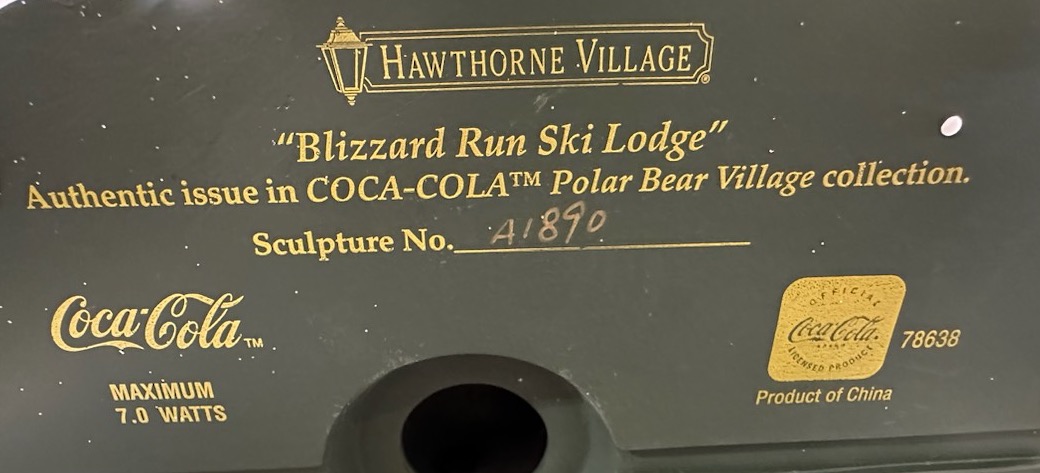 HAWTHORNE VILLAGE®
"Blizzard Run Ski Lodge"
Authentic issue in COCA-COLA™ Polar Bear Village collection.
Sculpture No. A1890
Coca-Cola™
MAXIMUM
7.0 WATTS
OFFICIAL
Coca-Cola
LICENSED PRODUCT
78638
Product of China